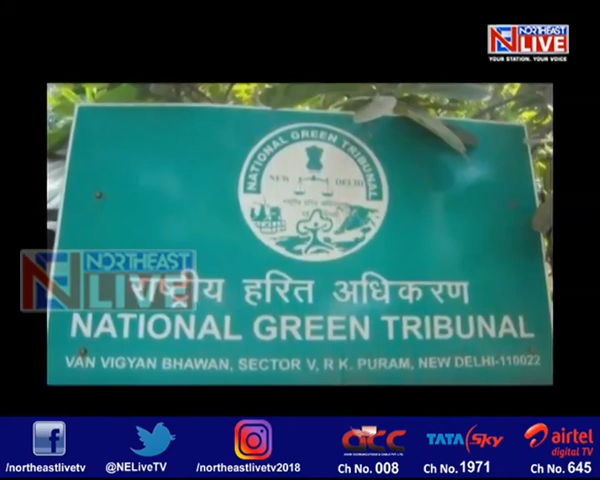 NORTHEAST
LIVE
YOUR STATION. YOUR VOICE
NATIONAL GREEN TRIBUNAL
NEW DELHI
NORTHEAST
LIVE
राष्ट्रीय हरित अधिकरण
NATIONAL GREEN TRIBUNAL
VAN VIGYAN BHAWAN, SECTOR V, R K. PURAM, NEW DELHI-110022
/northeastlivetv
@NELiveTV
/northeastlivetv2018
acc
Ch No. 008
TATA Sky
Ch No. 1971
airtel
digital TV
Ch No. 645